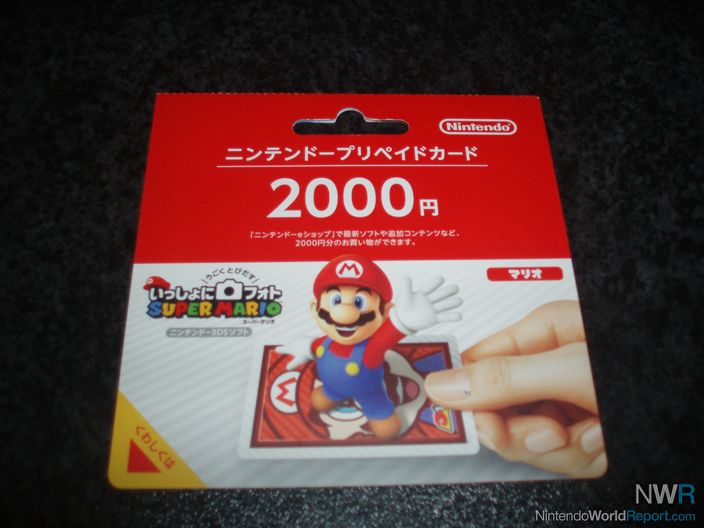 Nintendo
ニンテンドープリペイドカード
2000円
「ニンテンドーeショップ」で最新ソフトや追加コンテンツなど、
2000円分のお買い物ができます。
マリオ
うごくとびだす
いっしょにフォト
SUPER MARIO
スーパーマリオ
ニンテンドー3DSソフト
M
M
くわしくは
NWR
NintendoWorldReport.com